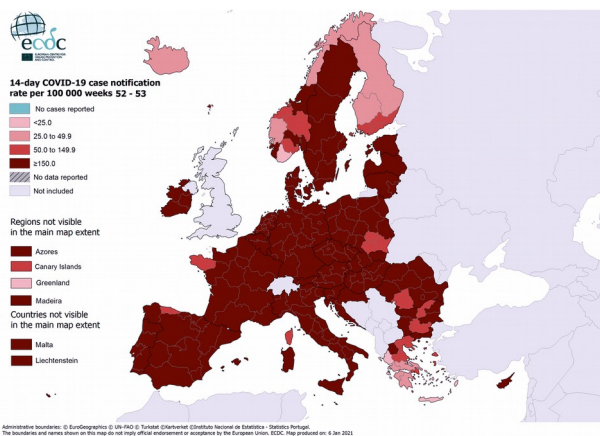 ecdc
EUROPEAN CENTRE FOR
DISEASE PREVENTION
AND CONTROL
14-day COVID-19 case notification
rate per 100 000 weeks 52 - 53
No cases reported
<25.0
25.0 to 49.9
50.0 to 149.9
≥150.0
No data reported
Not included
Regions not visible
in the main map extent
Azores
Canary Islands
Greenland
Madeira
Countries not visible
in the main map extent
Malta
Liechtenstein
Administrative boundaries: © EuroGeographics © UN–FAO © Turkstat ©Kartverket ©Instituto Nacional de Estatística - Statistics Portugal.
The boundaries and names shown on this map do not imply official endorsement or acceptance by the European Union. ECDC. Map produced on: 6 Jan 2021